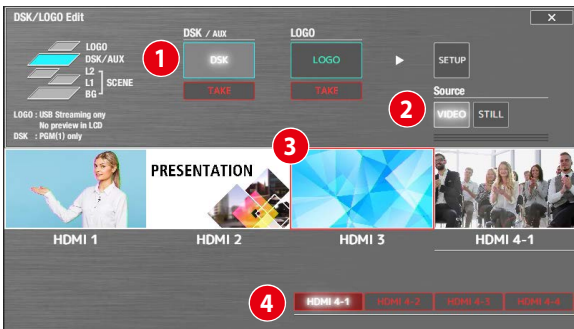 DSK/LOGO Edit
×
DSK / AUX
LOGO
LOGO
DSK/AUX
L2
L1
SCENE
BG
1
DSK
LOGO
▶
SETUP
TAKE
TAKE
Source
2
VIDEO
STILL
LOGO : USB Streaming ony
No preview in LCD
DSK : PGM(1) only
3
PRESENTATION
HDMI 1
HDMI 2
HDMI 3
HDMI 4-1
4
HDMI 4-1
HDMI 4-2
HDMI 4-3
HDMI 4-4